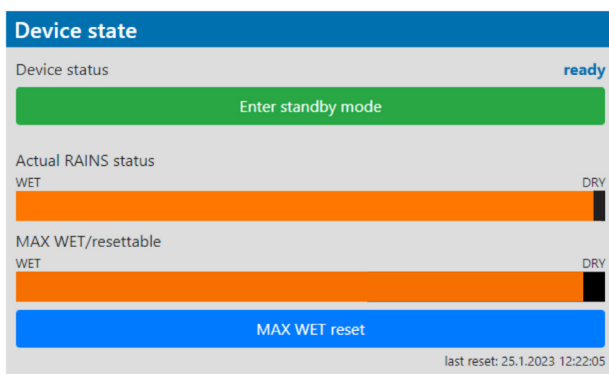 Device state
Device status ready
Enter standby mode
Actual RAINS status
WET DRY
MAX WET/resettable
WET DRY
MAX WET reset
last reset: 25.1.2023 12:22:05